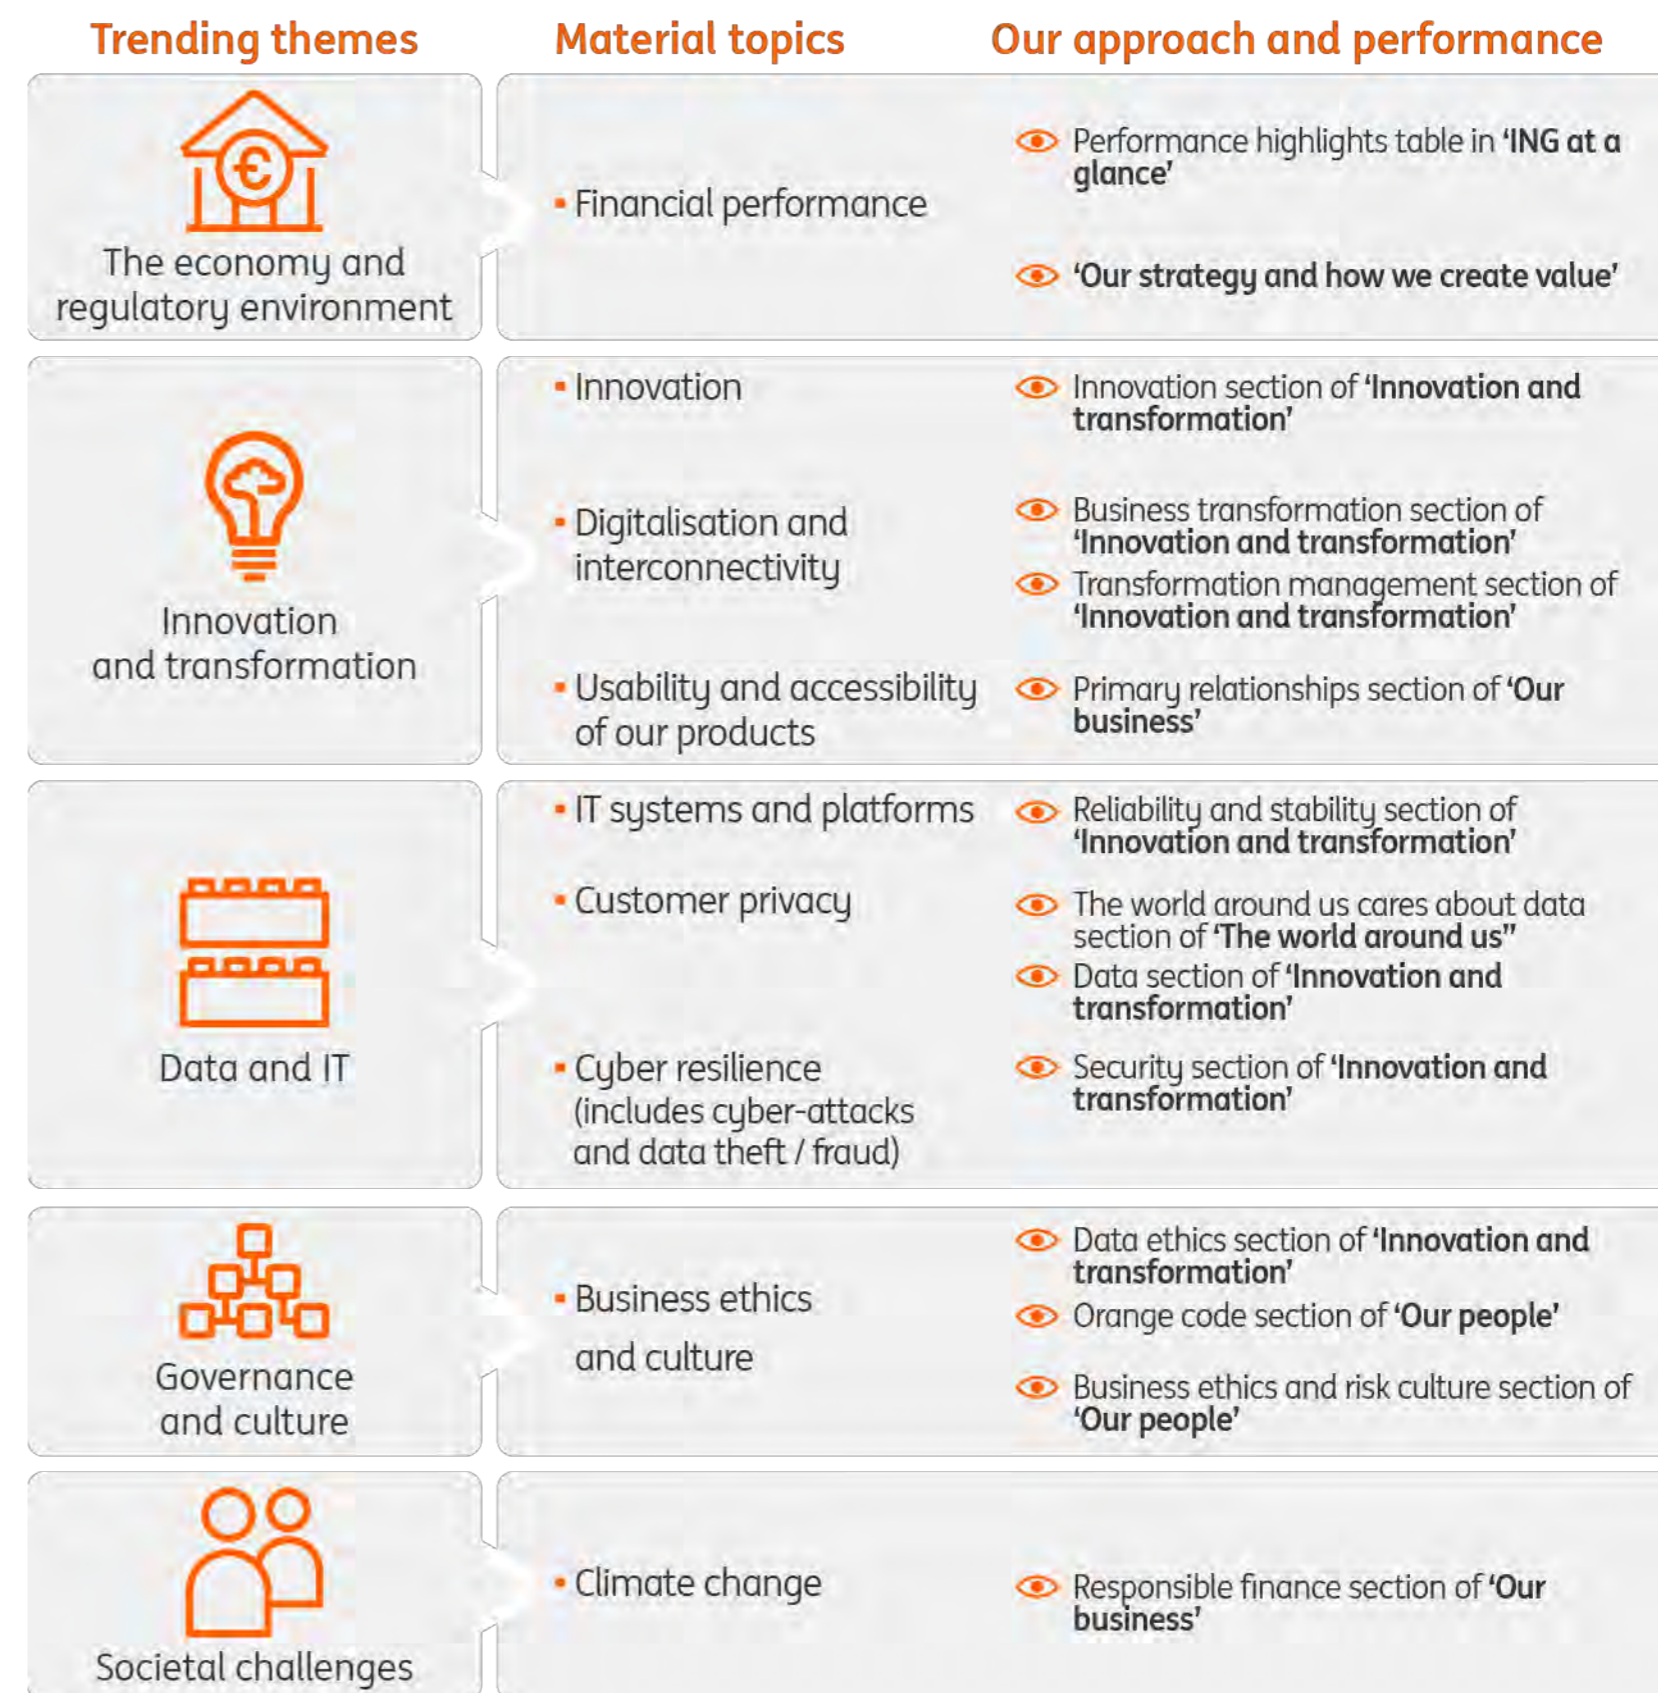 Trending themes
Material topics
Our approach and performance
The economy and
regulatory environment
▪ Financial performance
Performance highlights table in ‘ING at a
glance’
‘Our strategy and how we create value’
Innovation
and transformation
▪ Innovation
Innovation section of ‘Innovation and
transformation’
▪ Digitalisation and
interconnectivity
Business transformation section of
‘Innovation and transformation’
Transformation management section of
‘Innovation and transformation’
▪ Usability and accessibility
of our products
Primary relationships section of ‘Our
business’
Data and IT
▪ IT systems and platforms
Reliability and stability section of
‘Innovation and transformation’
▪ Customer privacy
The world around us cares about data
section of ‘The world around us’’
Data section of ‘Innovation and
transformation’
▪ Cyber resilience
(includes cyber-attacks
and data theft / fraud)
Security section of ‘Innovation and
transformation’
Governance
and culture
▪ Business ethics
and culture
Data ethics section of ‘Innovation and
transformation’
Orange code section of ‘Our people’
Business ethics and risk culture section of
‘Our people’
Societal challenges
▪ Climate change
Responsible finance section of ‘Our
business’